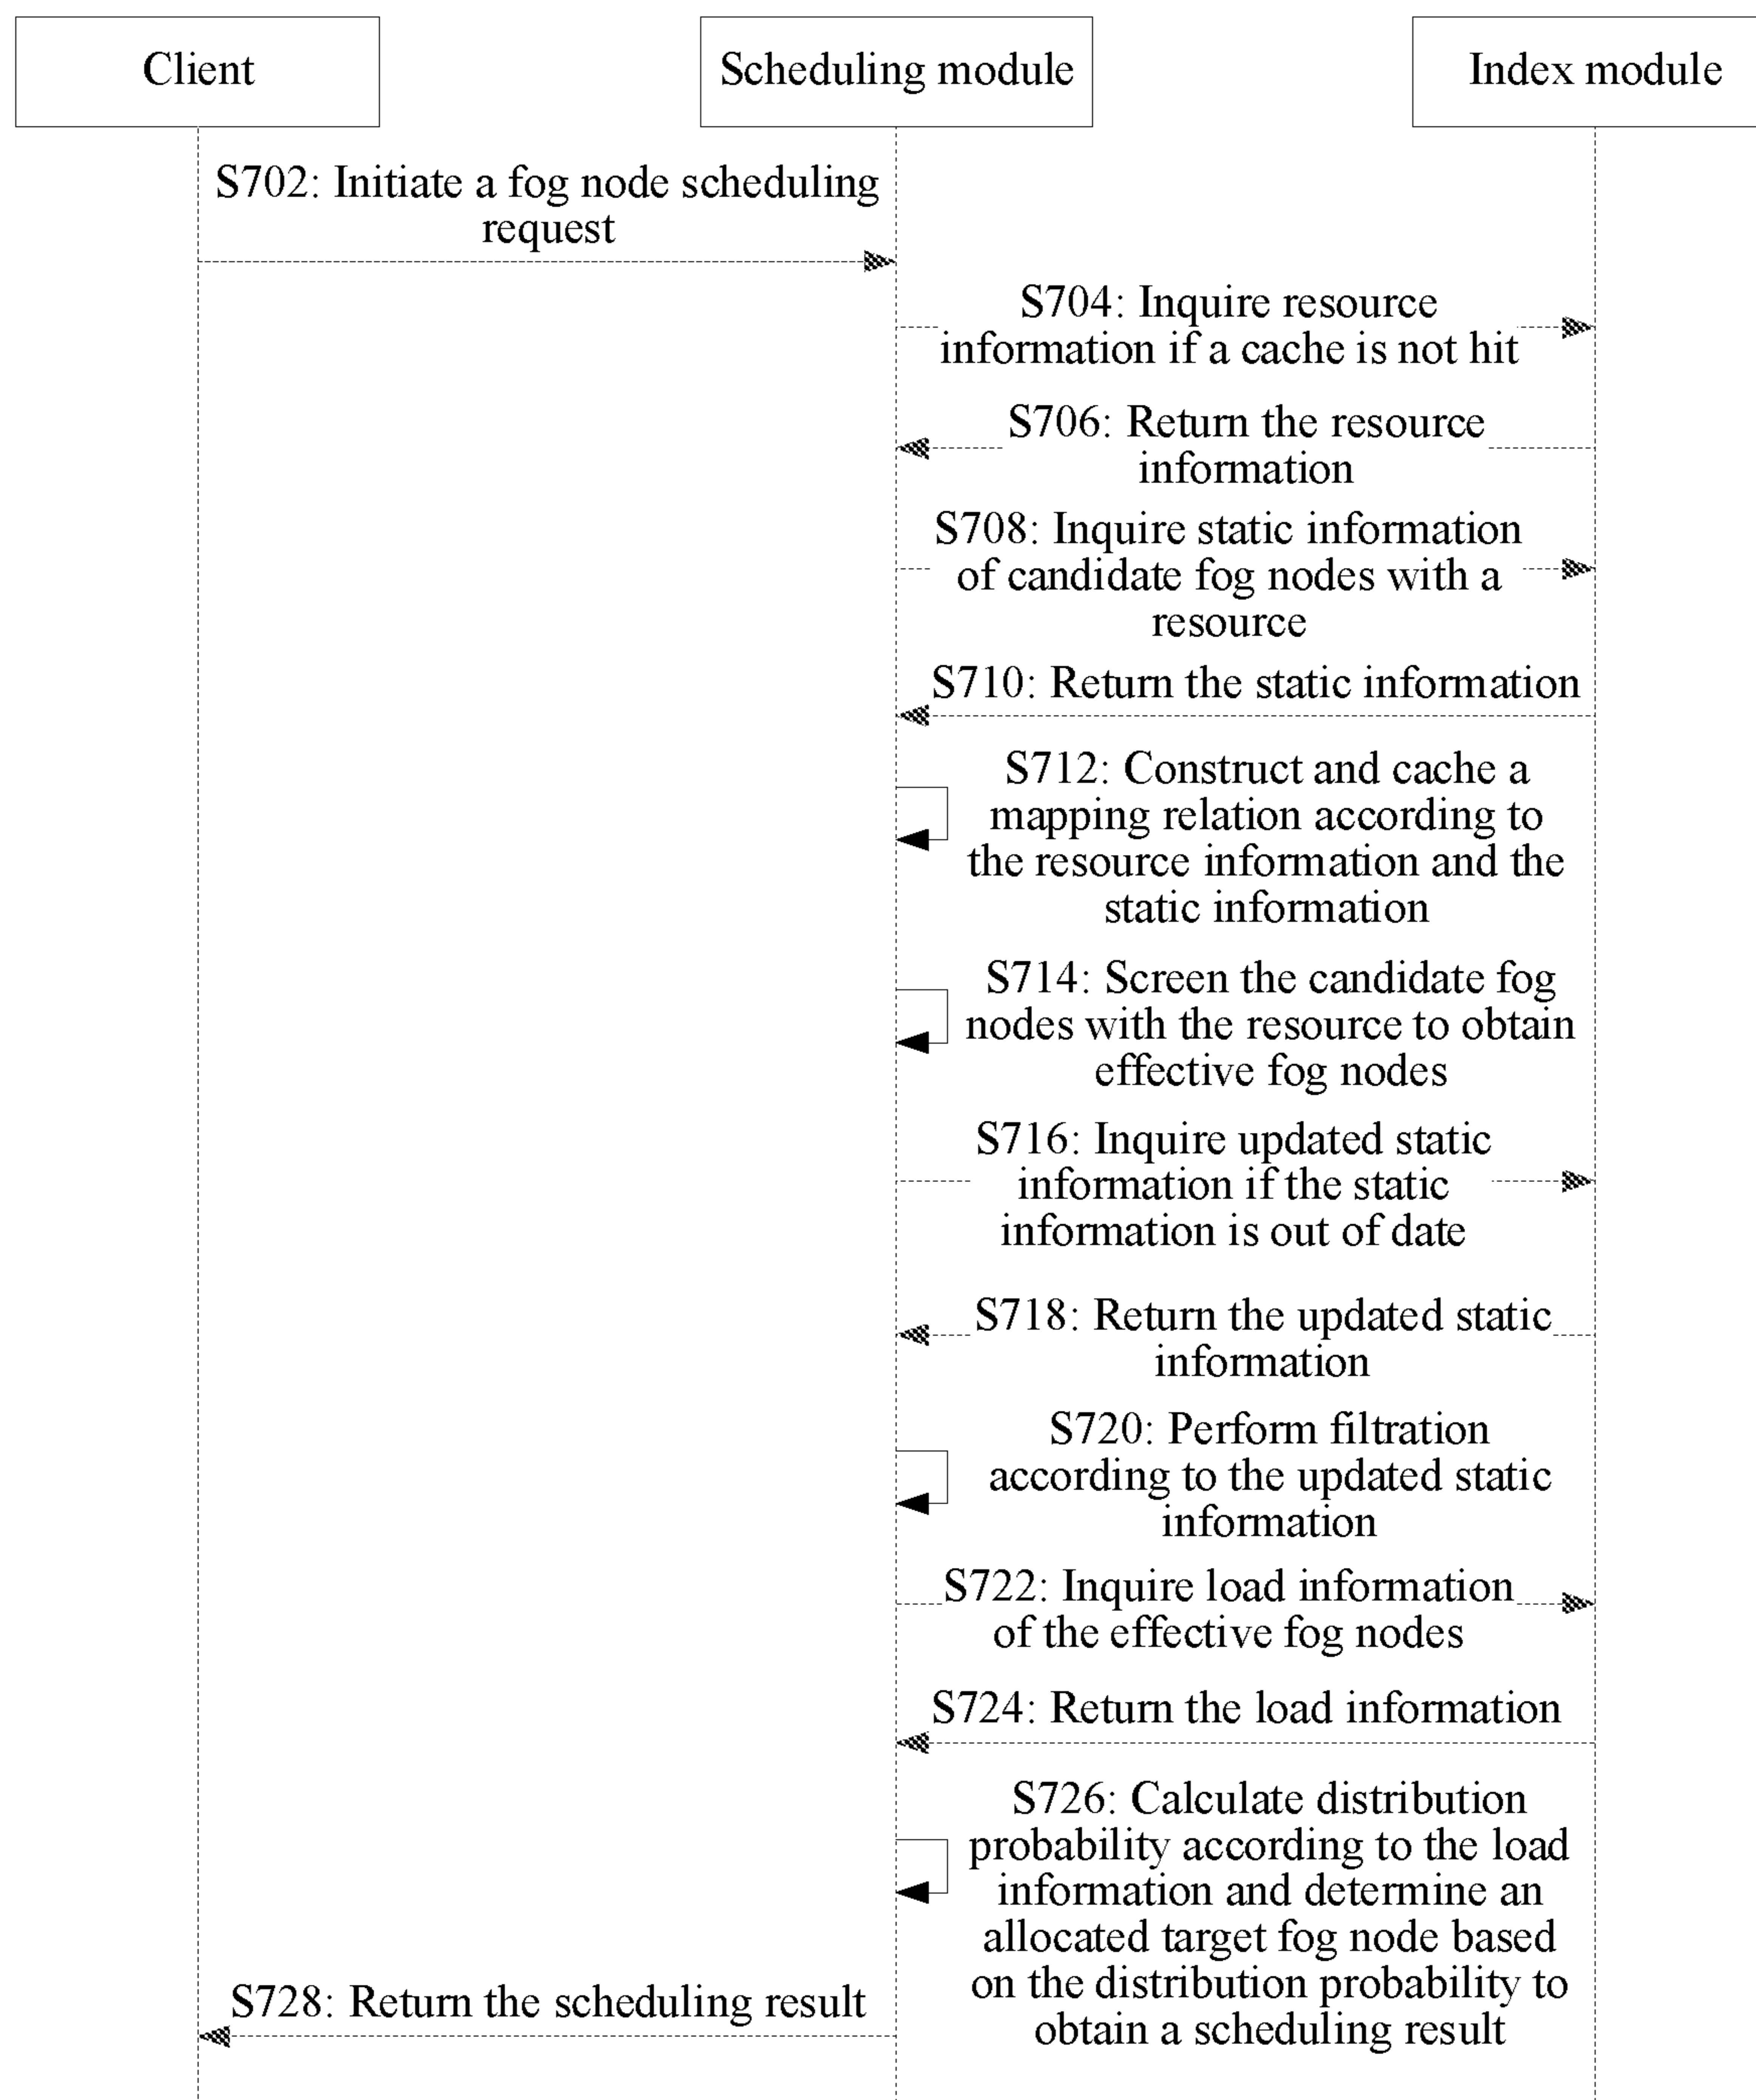 Client
Scheduling module
Index module
S702: Initiate a fog node scheduling
request
S704: Inquire resource
information if a cache is not hit
S706: Return the resource
information
S708: Inquire static information
of candidate fog nodes with a
resource
S710: Return the static information
S712: Construct and cache a
mapping relation according to
the resource information and the
static information
S714: Screen the candidate fog
nodes with the resource to obtain
effective fog nodes
S716: Inquire updated static
information if the static
information is out of date
S718: Return the updated static
information
S720: Perform filtration
according to the updated static
information
S722: Inquire load information
of the effective fog nodes
S724: Return the load information
S726: Calculate distribution
probability according to the load
information and determine an
allocated target fog node based
on the distribution probability to
obtain a scheduling result
S728: Return the scheduling result